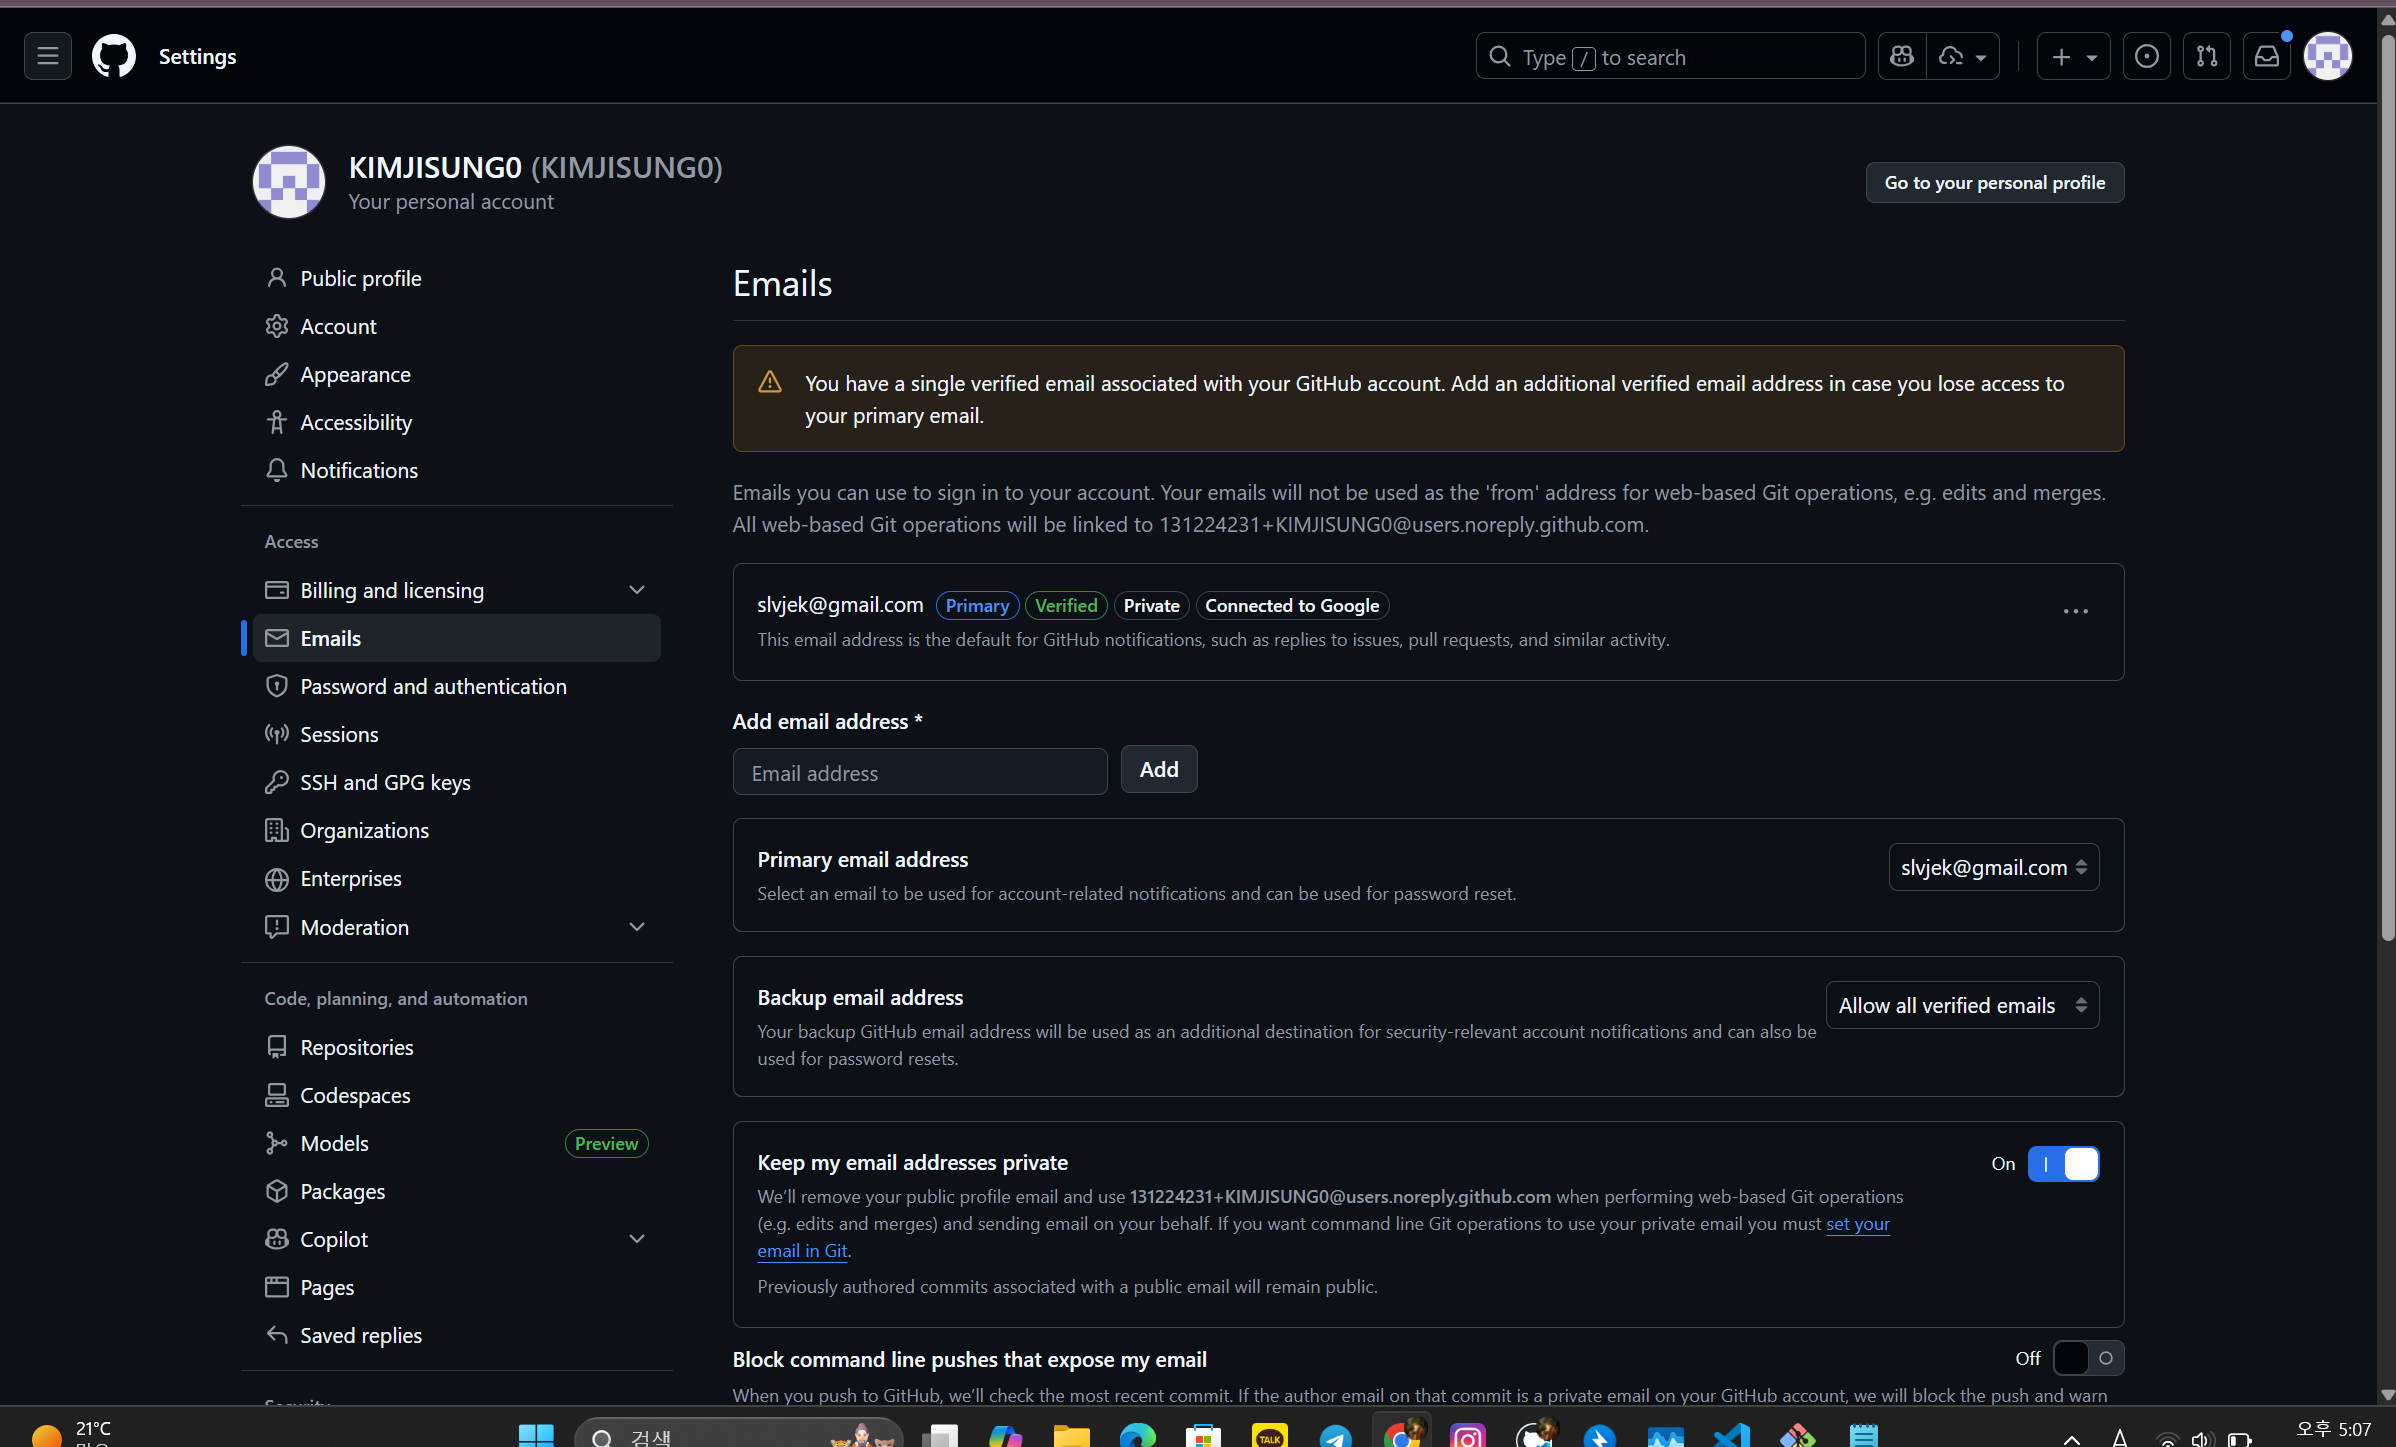 Settings
Type / to search
KIMJISUNG0 (KIMJISUNG0)
Your personal account
Go to your personal profile
Public profile
Account
Appearance
Accessibility
Notifications
Access
Billing and licensing
Emails
Password and authentication
Sessions
SSH and GPG keys
Organizations
Enterprises
Moderation
Code, planning, and automation
Repositories
Codespaces
Models Preview
Packages
Copilot
Pages
Saved replies
Emails
You have a single verified email associated with your GitHub account. Add an additional verified email address in case you lose access to
your primary email.
Emails you can use to sign in to your account. Your emails will not be used as the 'from' address for web-based Git operations, e.g. edits and merges.
All web-based Git operations will be linked to 131224231+KIMJISUNG0@users.noreply.github.com.
slvjek@gmail.com Primary Verified Private Connected to Google
This email address is the default for GitHub notifications, such as replies to issues, pull requests, and similar activity.
Add email address *
Email address Add
Primary email address
slvjek@gmail.com
Select an email to be used for account-related notifications and can be used for password reset.
Backup email address
Allow all verified emails
Your backup GitHub email address will be used as an additional destination for security-relevant account notifications and can also be
used for password resets.
Keep my email addresses private
On
We'll remove your public profile email and use 131224231+KIMJISUNG0@users.noreply.github.com when performing web-based Git operations
(e.g. edits and merges) and sending email on your behalf. If you want command line Git operations to use your private email you must set your
email in Git.
Previously authored commits associated with a public email will remain public.
Block command line pushes that expose my email
Off
When you push to GitHub, we'll check the most recent commit. If the author email on that commit is a private email on your GitHub account, we will block the push and warn
21°C
검색
TALK
A
오후 5:07